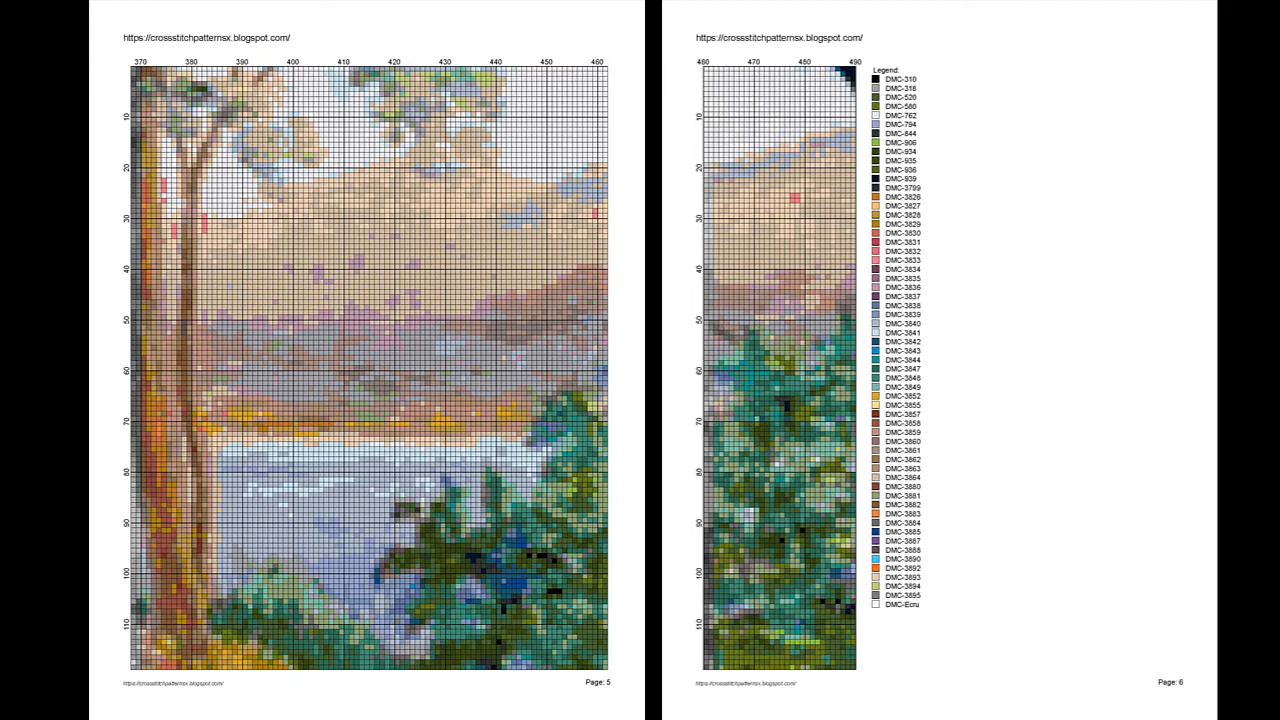 https://crossstitchpatternsx.blogspot.com/
370 380 390 400 410 420 430 440 450 460
10
20
30
40
50
60
70
80
90
100
110
https://crossstitchpatternsx.blogspot.com/
Page: 5
https://crossstitchpatternsx.blogspot.com/
460 470 480 490
10
20
30
40
50
60
70
80
90
100
110
Legend:
DMC-310
DMC-318
DMC-520
DMC-580
DMC-762
DMC-794
DMC-844
DMC-906
DMC-934
DMC-935
DMC-936
DMC-939
DMC-3799
DMC-3826
DMC-3827
DMC-3828
DMC-3829
DMC-3830
DMC-3831
DMC-3832
DMC-3833
DMC-3834
DMC-3835
DMC-3836
DMC-3837
DMC-3838
DMC-3839
DMC-3840
DMC-3841
DMC-3842
DMC-3843
DMC-3844
DMC-3847
DMC-3848
DMC-3849
DMC-3852
DMC-3855
DMC-3857
DMC-3858
DMC-3859
DMC-3860
DMC-3861
DMC-3862
DMC-3863
DMC-3864
DMC-3880
DMC-3881
DMC-3882
DMC-3883
DMC-3884
DMC-3885
DMC-3887
DMC-3888
DMC-3890
DMC-3892
DMC-3893
DMC-3894
DMC-3895
DMC-Ecru
https://crossstitchpatternsx.blogspot.com/
Page: 6